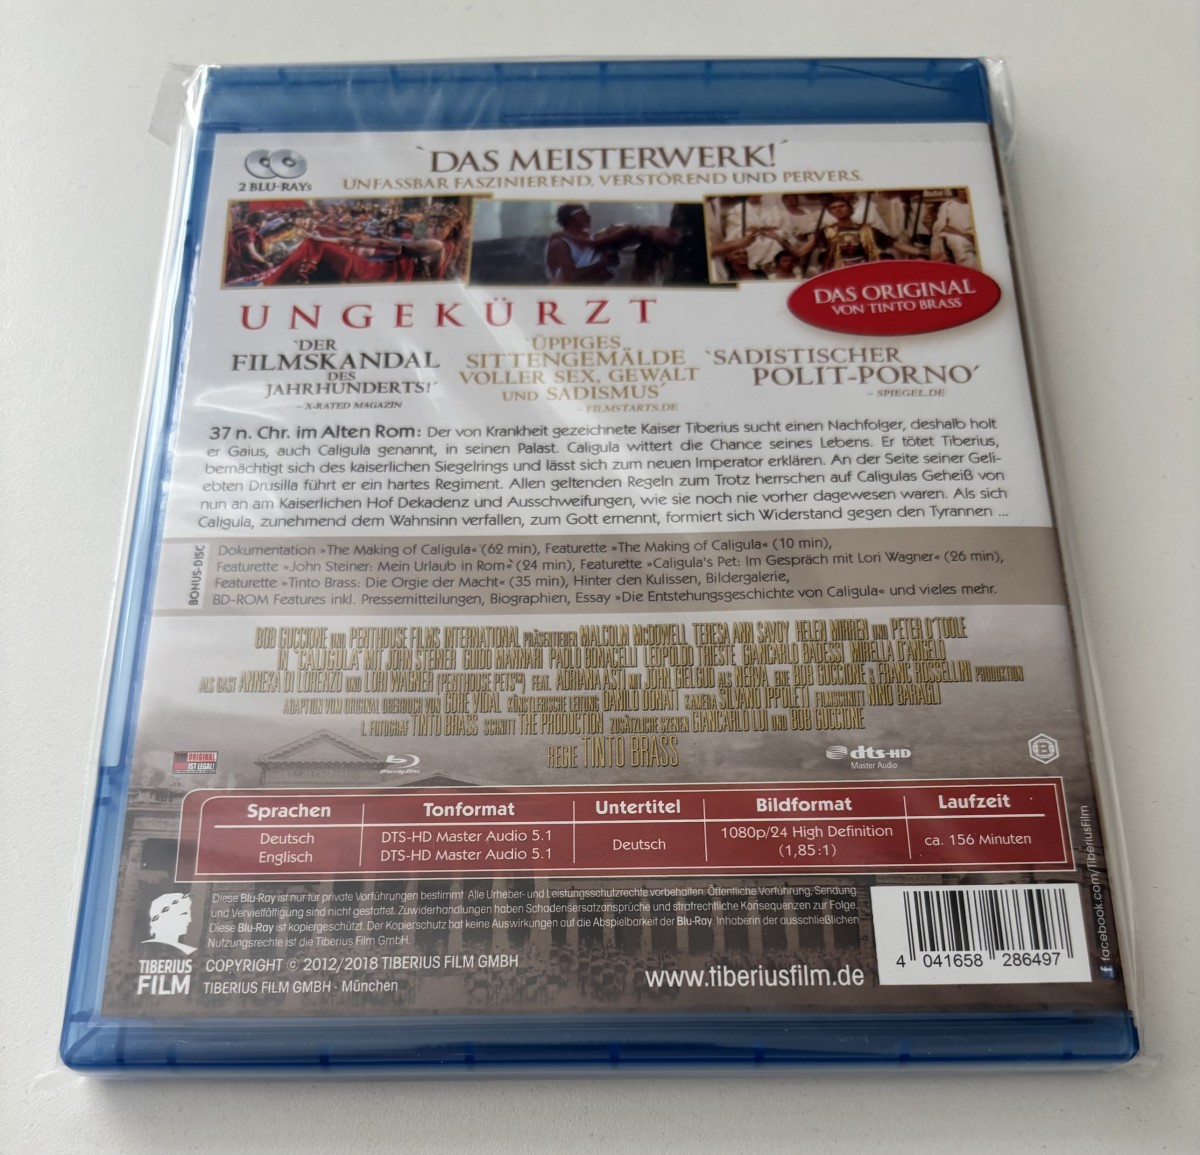 2 BLU-RAYs
`DAS MEISTERWERK!´
UNFASSBAR FASZINIEREND, VERSTÖREND UND PERVERS.
DAS ORIGINAL
VON TINTO BRASS
UNGEKÜRZT
`DER
FILMSKANDAL
DES
JAHRHUNDERTS!´
– X-RATED MAGAZIN
`ÜPPIGES
SITTENGEMÄLDE
VOLLER SEX, GEWALT
UND SADISMUS´
– FILMSTARTS.DE
`SADISTISCHER
POLIT-PORNO´
– SPIEGEL.DE
37 n. Chr. im Alten Rom: Der von Krankheit gezeichnete Kaiser Tiberius sucht einen Nachfolger, deshalb holt
er Gaius, auch Caligula genannt, in seinen Palast. Caligula wittert die Chance seines Lebens. Er tötet Tiberius,
bemächtigt sich des kaiserlichen Siegelrings und lässt sich zum neuen Imperator erklären. An der Seite seiner Geli-
ebten Drusilla führt er ein hartes Regiment. Allen geltenden Regeln zum Trotz herrschen auf Caligulas Geheiß von
nun an am Kaiserlichen Hof Dekadenz und Ausschweifungen, wie sie noch nie vorher dagewesen waren. Als sich
Caligula, zunehmend dem Wahnsinn verfallen, zum Gott ernennt, formiert sich Widerstand gegen den Tyrannen ...
BONUS-DISC
Dokumentation »The Making of Caligula« (62 min), Featurette »The Making of Caligula« (10 min),
Featurette »John Steiner: Mein Urlaub in Rom« (24 min), Featurette »Caligula's Pet: Im Gespräch mit Lori Wagner« (26 min),
Featurette »Tinto Brass: Die Orgie der Macht« (35 min), Hinter den Kulissen, Bildergalerie,
BD-ROM Features inkl. Pressemitteilungen, Biographien, Essay »Die Entstehungsgeschichte von Caligula« und vieles mehr.
BOB GUCCIONE UND PENTHOUSE FILMS INTERNATIONAL PRÄSENTIEREN MALCOLM McDOWELL TERESA ANN SAVOY HELEN MIRREN UND PETER O'TOOLE
IN "CALIGULA" MIT JOHN STEINER GUIDO MANNARI PAOLO BONACELLI LEOPOLDO TRIESTE GIANCARLO BADESSI MIRELLA D'ANGELO
ALS GAST ANNEKA DI LORENZO UND LORI WAGNER (PENTHOUSE PETS) FEAT. ADRIANA ASTI MIT JOHN GIELGUD ALS NERVA EINE BOB GUCCIONE & FRANC ROSSELLINI PRODUKTION
ADAPTION VOM ORIGINAL DREHBUCH VON GORE VIDAL KÜNSTLERISCHE LEITUNG DANILO DONATI KAMERA SILVANO IPPOLITI FILMSCHNITT NINO BARAGLI
1. FOTOGRAF TINTO BRASS SCHNITT THE PRODUCTION ZUSÄTZLICHE SZENEN GIANCARLO LUI UND BOB GUCCIONE
REGIE TINTO BRASS
ORIGINAL
IST LEGAL!
Blu-ray Disc
dts-HD
Master Audio
B
Sprachen Tonformat Untertitel Bildformat Laufzeit
Deutsch DTS-HD Master Audio 5.1 Deutsch 1080p/24 High Definition ca. 156 Minuten
Englisch DTS-HD Master Audio 5.1 (1,85:1)
Diese Blu-Ray ist nur für private Vorführungen bestimmt. Alle Urheber- und Leistungsschutzrechte vorbehalten. Öffentliche Vorführung, Sendung
und Vervielfältigung sind nicht gestattet. Zuwiderhandlungen haben Schadensersatzansprüche und strafrechtliche Konsequenzen zur Folge.
Diese Blu-Ray ist kopiergeschützt. Der Kopierschutz hat keine Auswirkungen auf die Abspielbarkeit der Blu-Ray. Inhaberin der ausschließlichen
Nutzungsrechte ist die Tiberius Film GmbH.
TIBERIUS
FILM
COPYRIGHT © 2012/2018 TIBERIUS FILM GMBH
TIBERIUS FILM GMBH · München
www.tiberiusfilm.de
4 041658 286497
facebook.com/TiberiusFilm